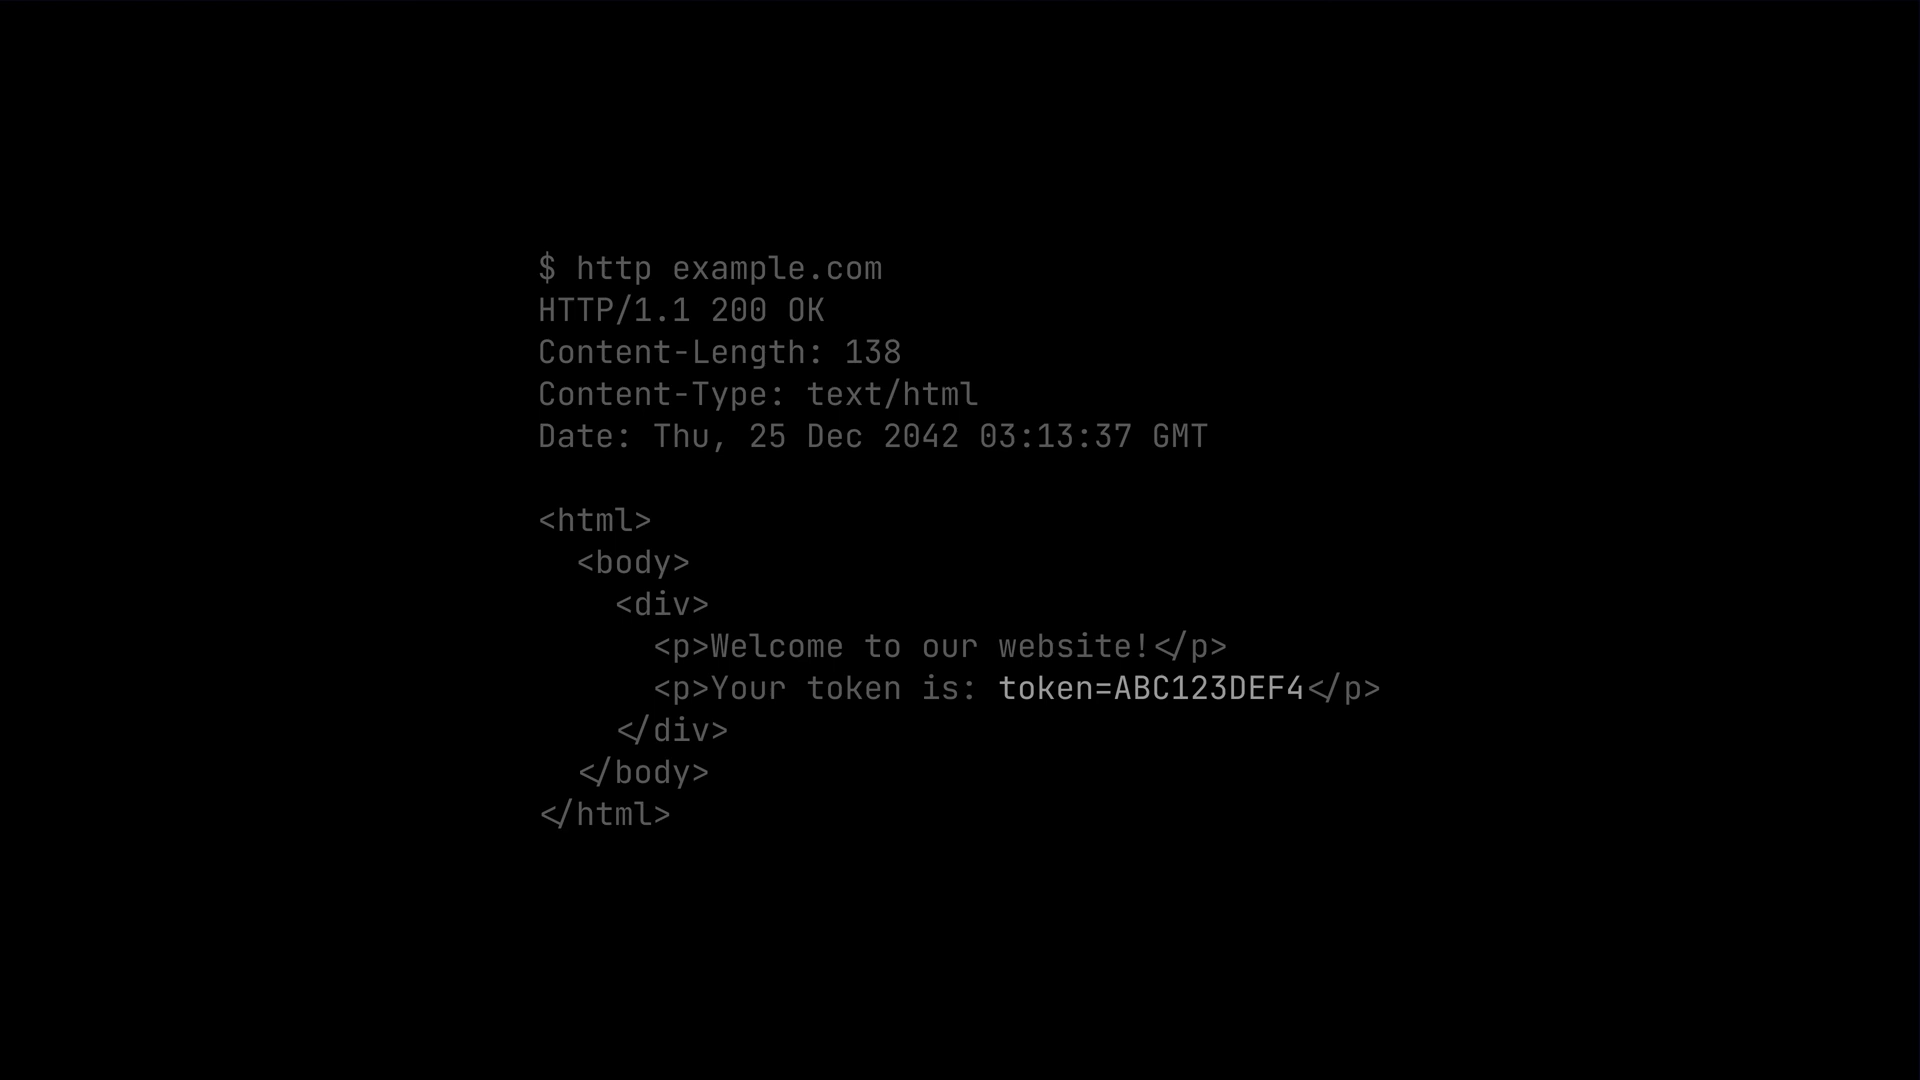 $ http example.com
HTTP/1.1 200 OK
Content-Length: 138
Content-Type: text/html
Date: Thu, 25 Dec 2042 03:13:37 GMT

<html>
  <body>
    <div>
      <p>Welcome to our website!</p>
      <p>Your token is: token=ABC123DEF4</p>
    </div>
  </body>
</html>